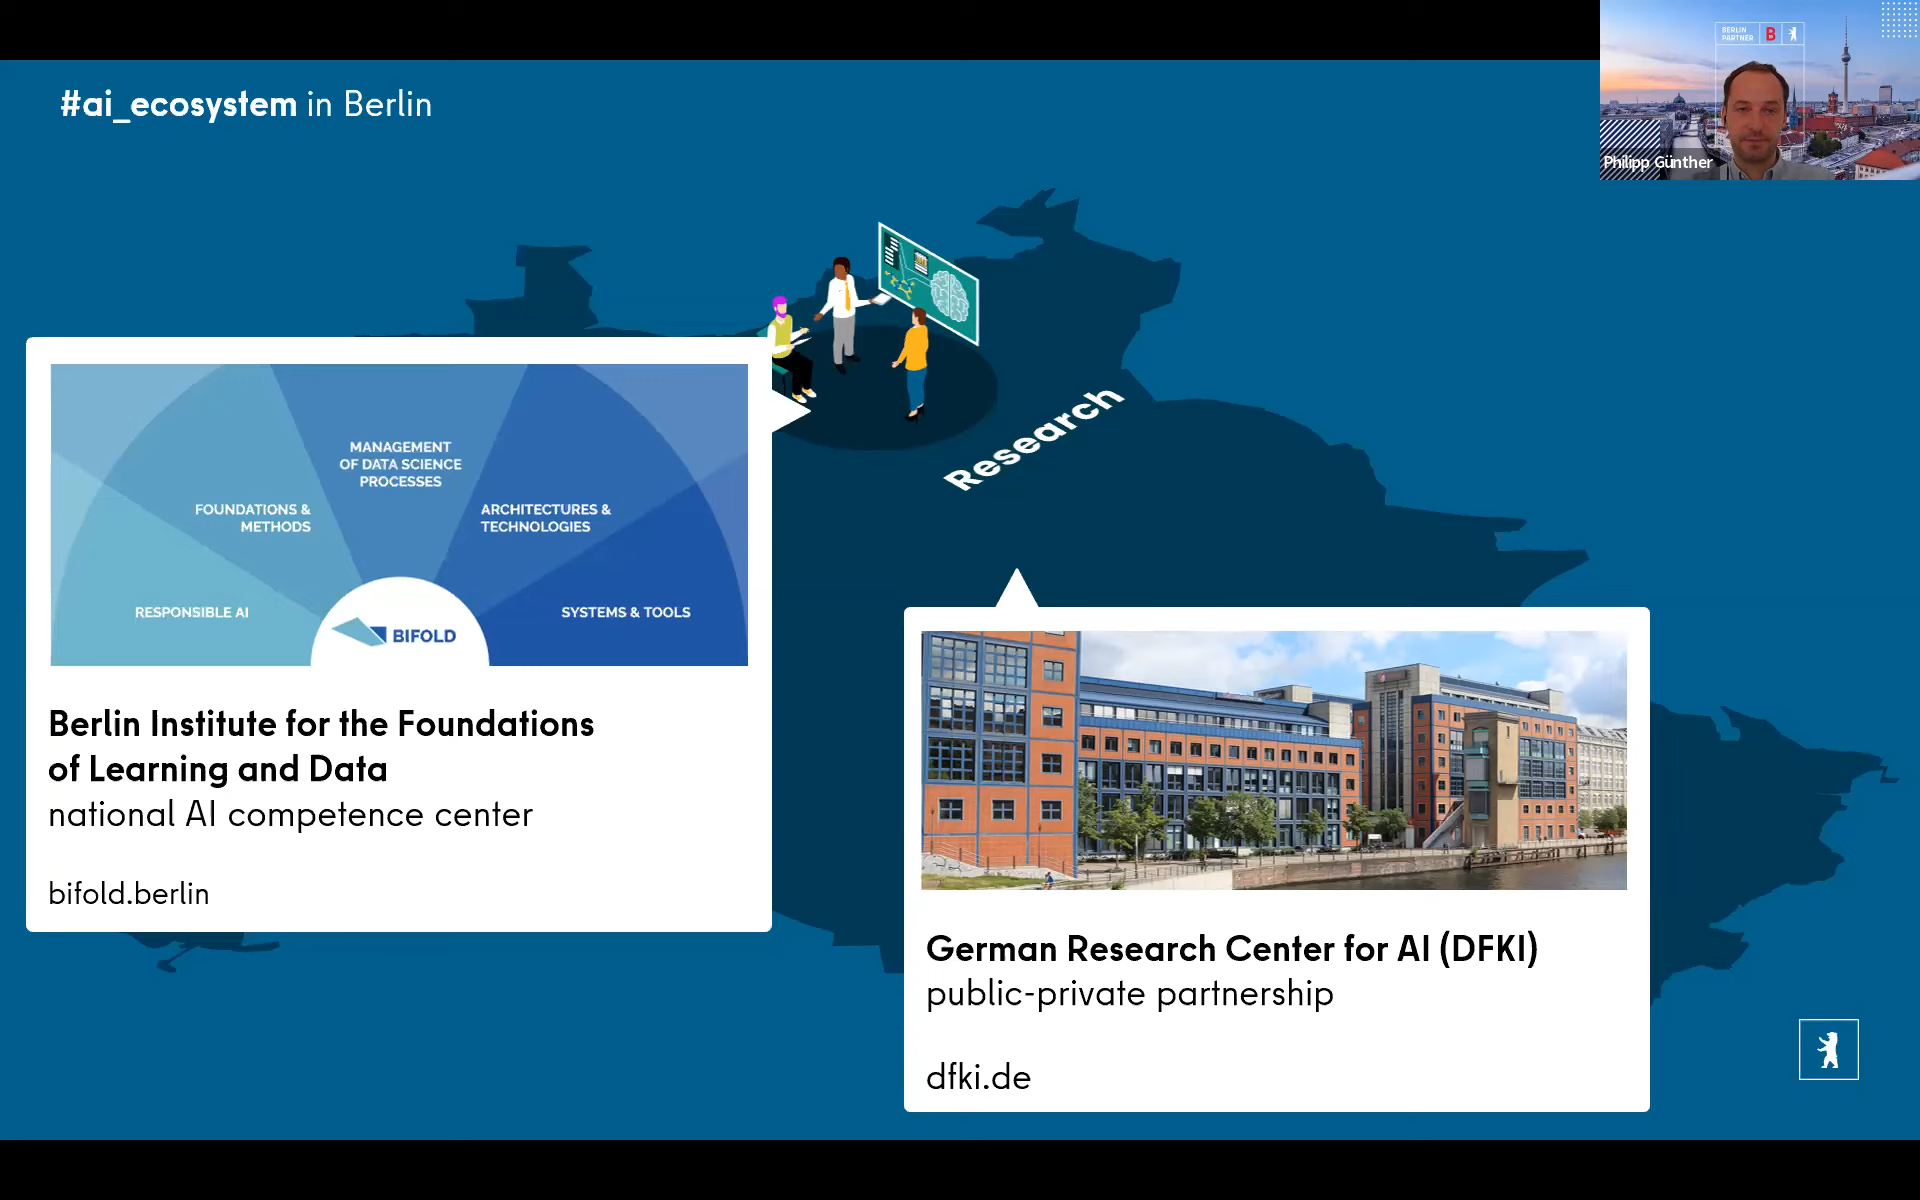 #ai_ecosystem in Berlin
BERLIN
PARTNER
B
Philipp Günther
Research
MANAGEMENT
OF DATA SCIENCE
PROCESSES
FOUNDATIONS &
METHODS
ARCHITECTURES &
TECHNOLOGIES
RESPONSIBLE AI
SYSTEMS & TOOLS
BIFOLD
Berlin Institute for the Foundations
of Learning and Data
national AI competence center
bifold.berlin
German Research Center for AI (DFKI)
public-private partnership
dfki.de